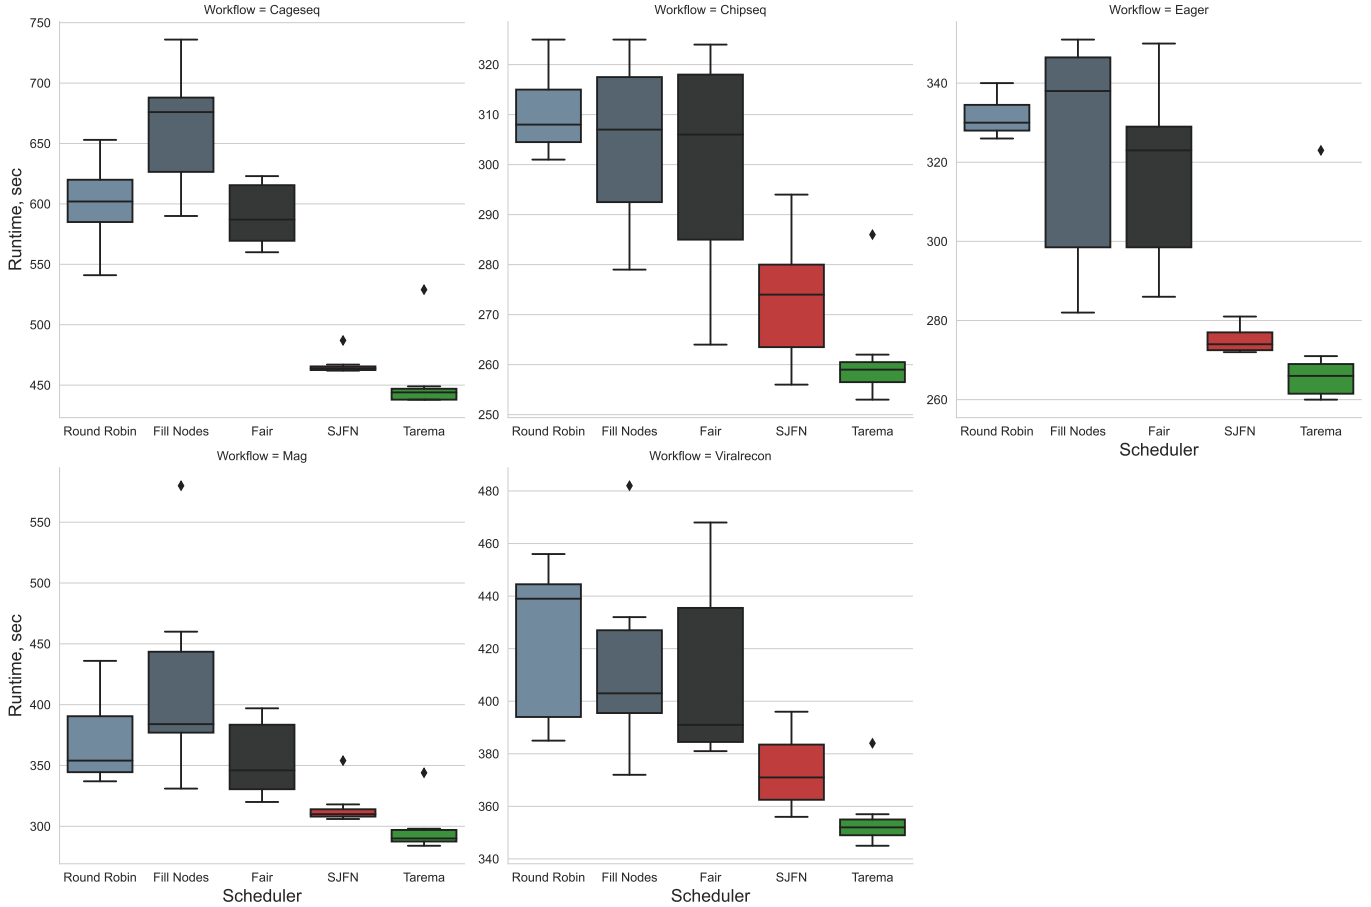 Workflow = Cageseq
Runtime, sec
750
700
650
600
550
500
450
Round Robin Fill Nodes Fair SJFN Tarema
Workflow = Chipseq
320
310
300
290
280
270
260
250
Round Robin Fill Nodes Fair SJFN Tarema
Workflow = Eager
340
320
300
280
260
Round Robin Fill Nodes Fair SJFN Tarema
Scheduler
Workflow = Mag
Runtime, sec
550
500
450
400
350
300
Round Robin Fill Nodes Fair SJFN Tarema
Scheduler
Workflow = Viralrecon
480
460
440
420
400
380
360
340
Round Robin Fill Nodes Fair SJFN Tarema
Scheduler